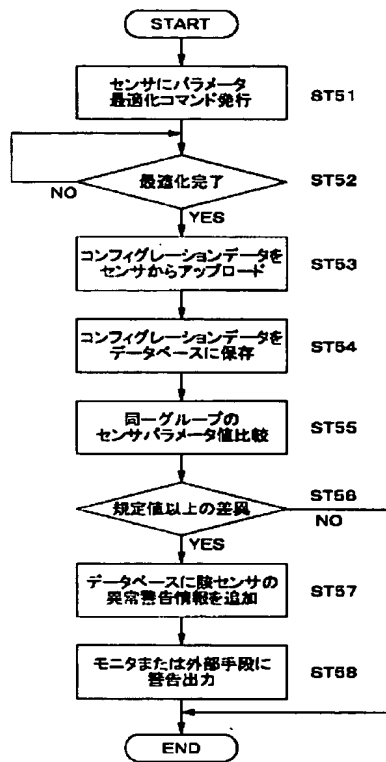 START
センサにパラメータ
最適化コマンド発行
ST51
最適化完了
ST52
NO
YES
コンフィグレーションデータを
センサからアップロード
ST53
コンフィグレーションデータを
データベースに保存
ST54
同一グループの
センサパラメータ値比較
ST55
規定値以上の差異
ST56
NO
YES
データベースに該センサの
異常警告情報を追加
ST57
モニタまたは外部手段に
警告出力
ST58
END